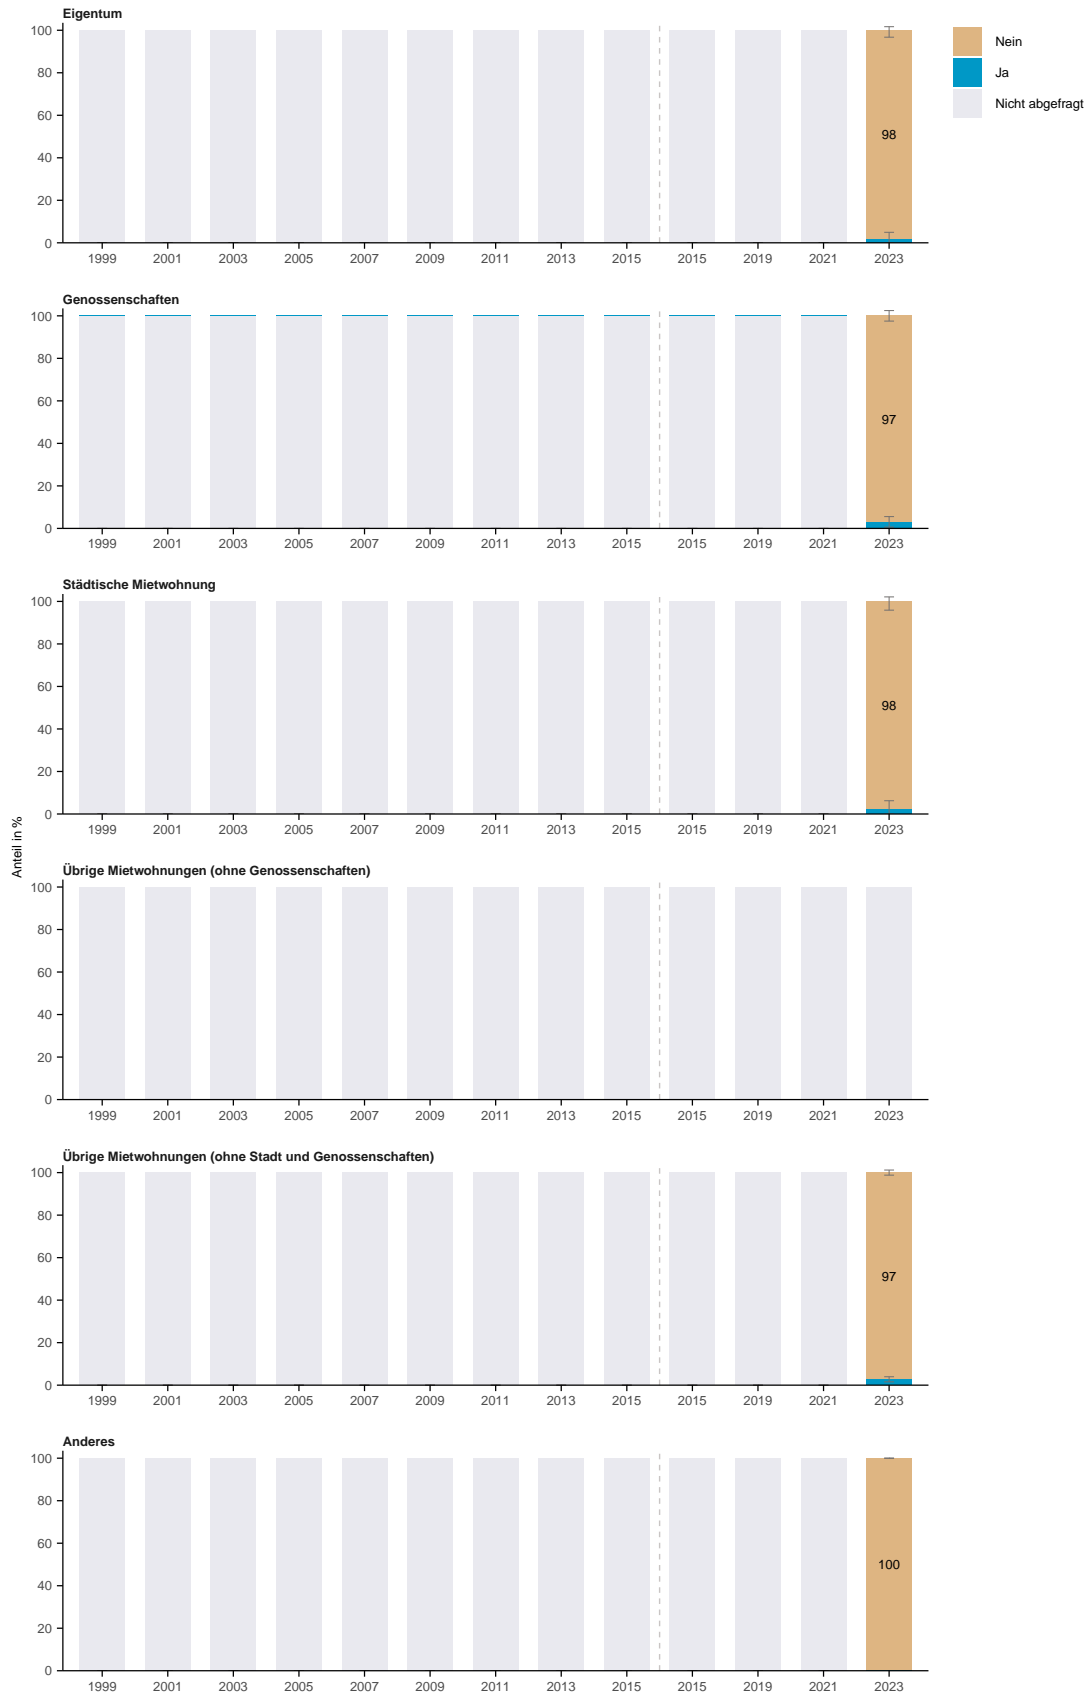 Eigentum
100
80
60
40
20
0
1999 2001 2003 2005 2007 2009 2011 2013 2015 2015 2019 2021 2023
98
Nein
Ja
Nicht abgefragt
Genossenschaften
100
80
60
40
20
0
1999 2001 2003 2005 2007 2009 2011 2013 2015 2015 2019 2021 2023
97
Städtische Mietwohnung
100
80
60
40
20
0
1999 2001 2003 2005 2007 2009 2011 2013 2015 2015 2019 2021 2023
98
Anteil in %
Übrige Mietwohnungen (ohne Genossenschaften)
100
80
60
40
20
0
1999 2001 2003 2005 2007 2009 2011 2013 2015 2015 2019 2021 2023
Übrige Mietwohnungen (ohne Stadt und Genossenschaften)
100
80
60
40
20
0
1999 2001 2003 2005 2007 2009 2011 2013 2015 2015 2019 2021 2023
97
Anderes
100
80
60
40
20
0
1999 2001 2003 2005 2007 2009 2011 2013 2015 2015 2019 2021 2023
100